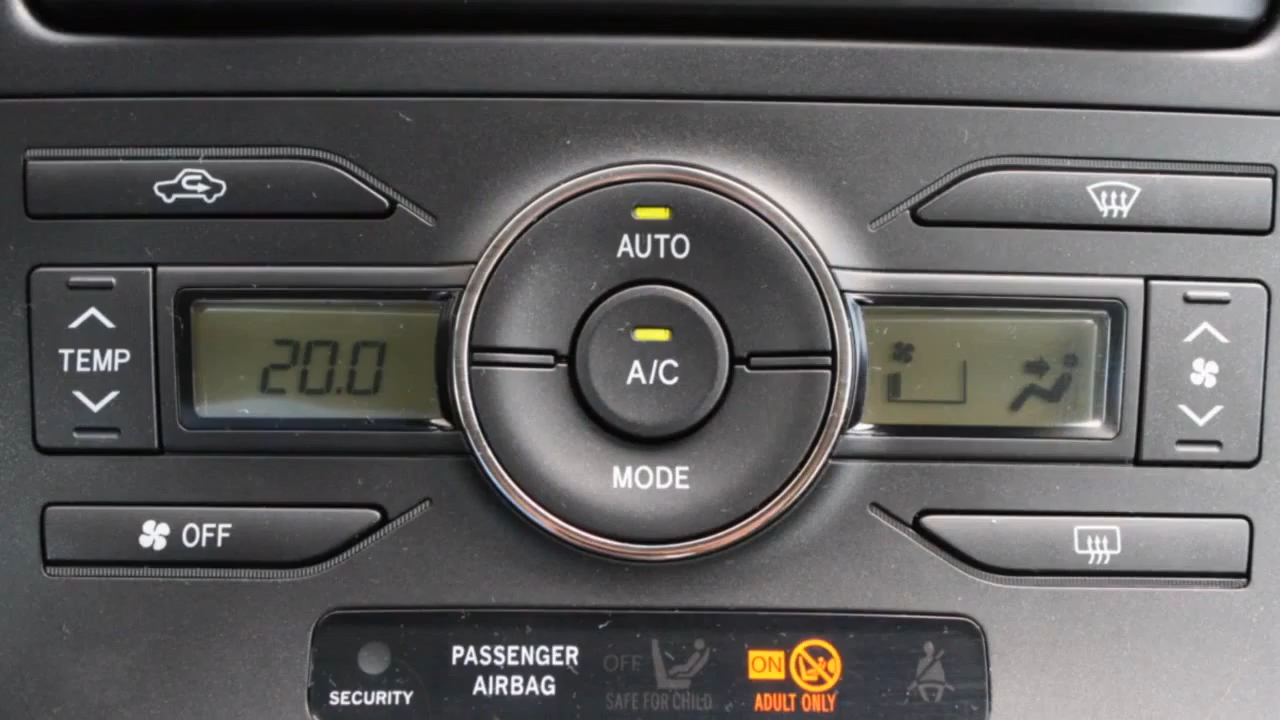 AUTO
TEMP
20.0
A/C
MODE
OFF
PASSENGER
AIRBAG
OFF
SAFE FOR CHILD
ON
ADULT ONLY
SECURITY